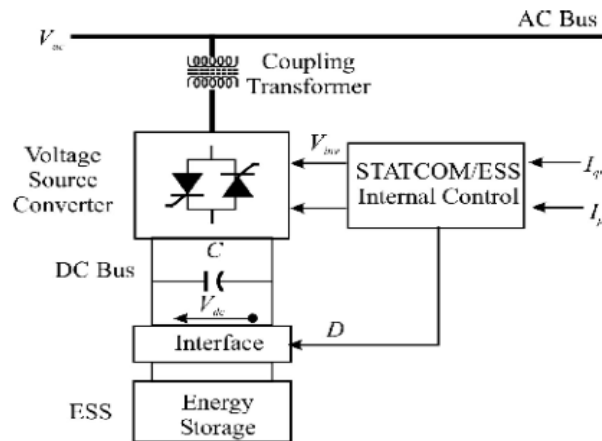 AC Bus
V_ac
Coupling
Transformer
Voltage
Source
Converter
V_inv
STATCOM/ESS
Internal Control
I_q
I_p
C
DC Bus
V_dc
Interface
D
ESS
Energy
Storage